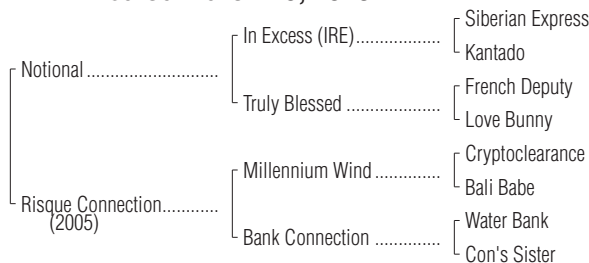 Siberian Express
In Excess (IRE)...................
Kantado
Notional .............................
French Deputy
Truly Blessed .....................
Love Bunny
Cryptoclearance
Millennium Wind ..............
Bali Babe
Risque Connection............
(2005)
Water Bank
Bank Connection ..............
Con's Sister